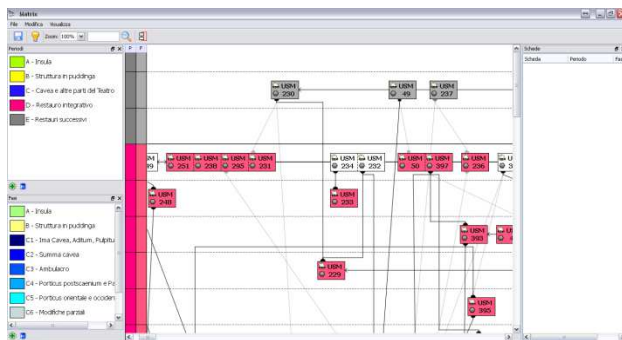 Matrix
File Modifica Visualizza
Zoom: 100%
Periodi
P F
A - Insula
B - Struttura in puddinga
C - Cavea e altre parti del Teatro
D - Restauro integrativo
E - Restauri successivi
Fasi
A - Insula
B - Struttura in puddinga
C1 - Ima Cavea, Aditum, Pulpitu
C2 - Summa cavea
C3 - Ambulacro
C4 - Porticus postscaenium e Pa
C5 - Porticus orientale e occiden
C6 - Modifiche parziali
USM 230
USM 49
USM 237
USM 251
USM 238
USM 295
USM 231
USM 234
USM 232
USM 50
USM 397
USM 236
USM 248
USM 233
USM 393
USM 229
USM 395
Schede
Schede Periodo Fas